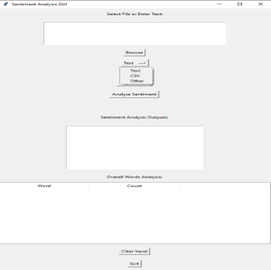 Sentiment Analysis GUI
Select File or Enter Text:
Browse
Text
Text
CSV
Other
Analyze Sentiment
Sentiment Analysis Outputs:
Overall Words Analysis:
Word Count
Clear Input
Exit